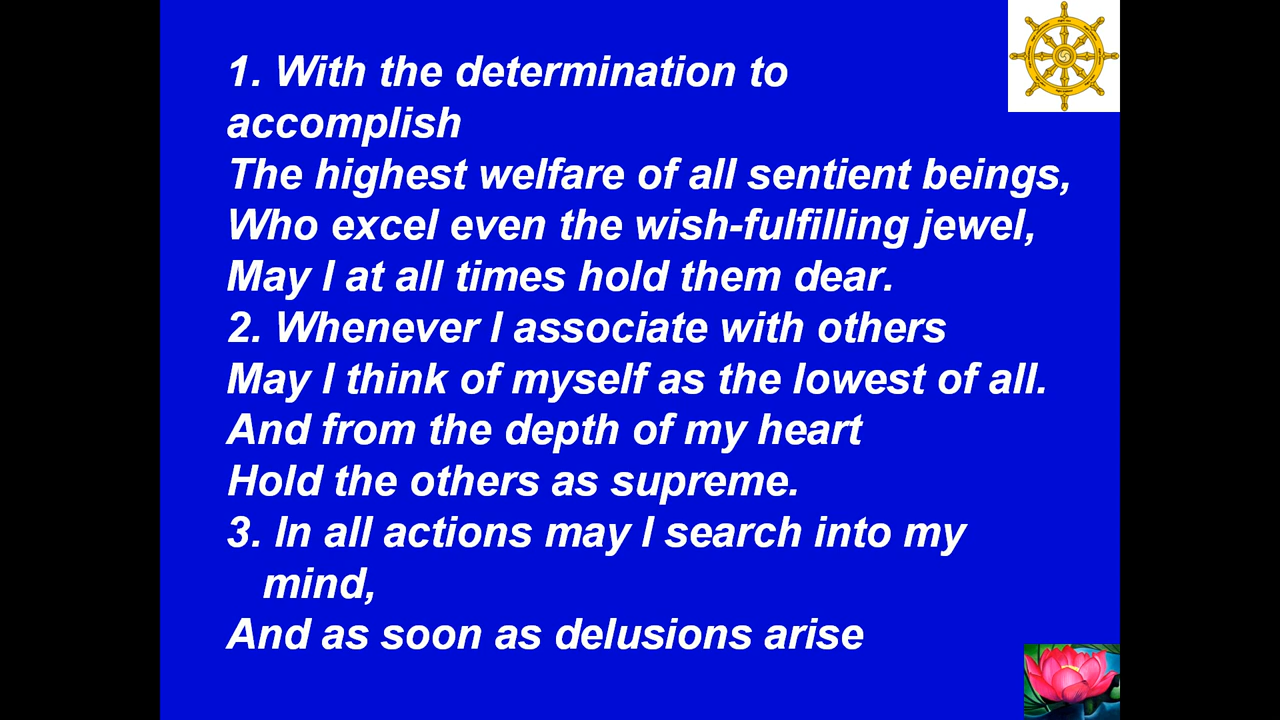 1. With the determination to
accomplish
The highest welfare of all sentient beings,
Who excel even the wish-fulfilling jewel,
May I at all times hold them dear.
2. Whenever I associate with others
May I think of myself as the lowest of all.
And from the depth of my heart
Hold the others as supreme.
3. In all actions may I search into my
mind,
And as soon as delusions arise